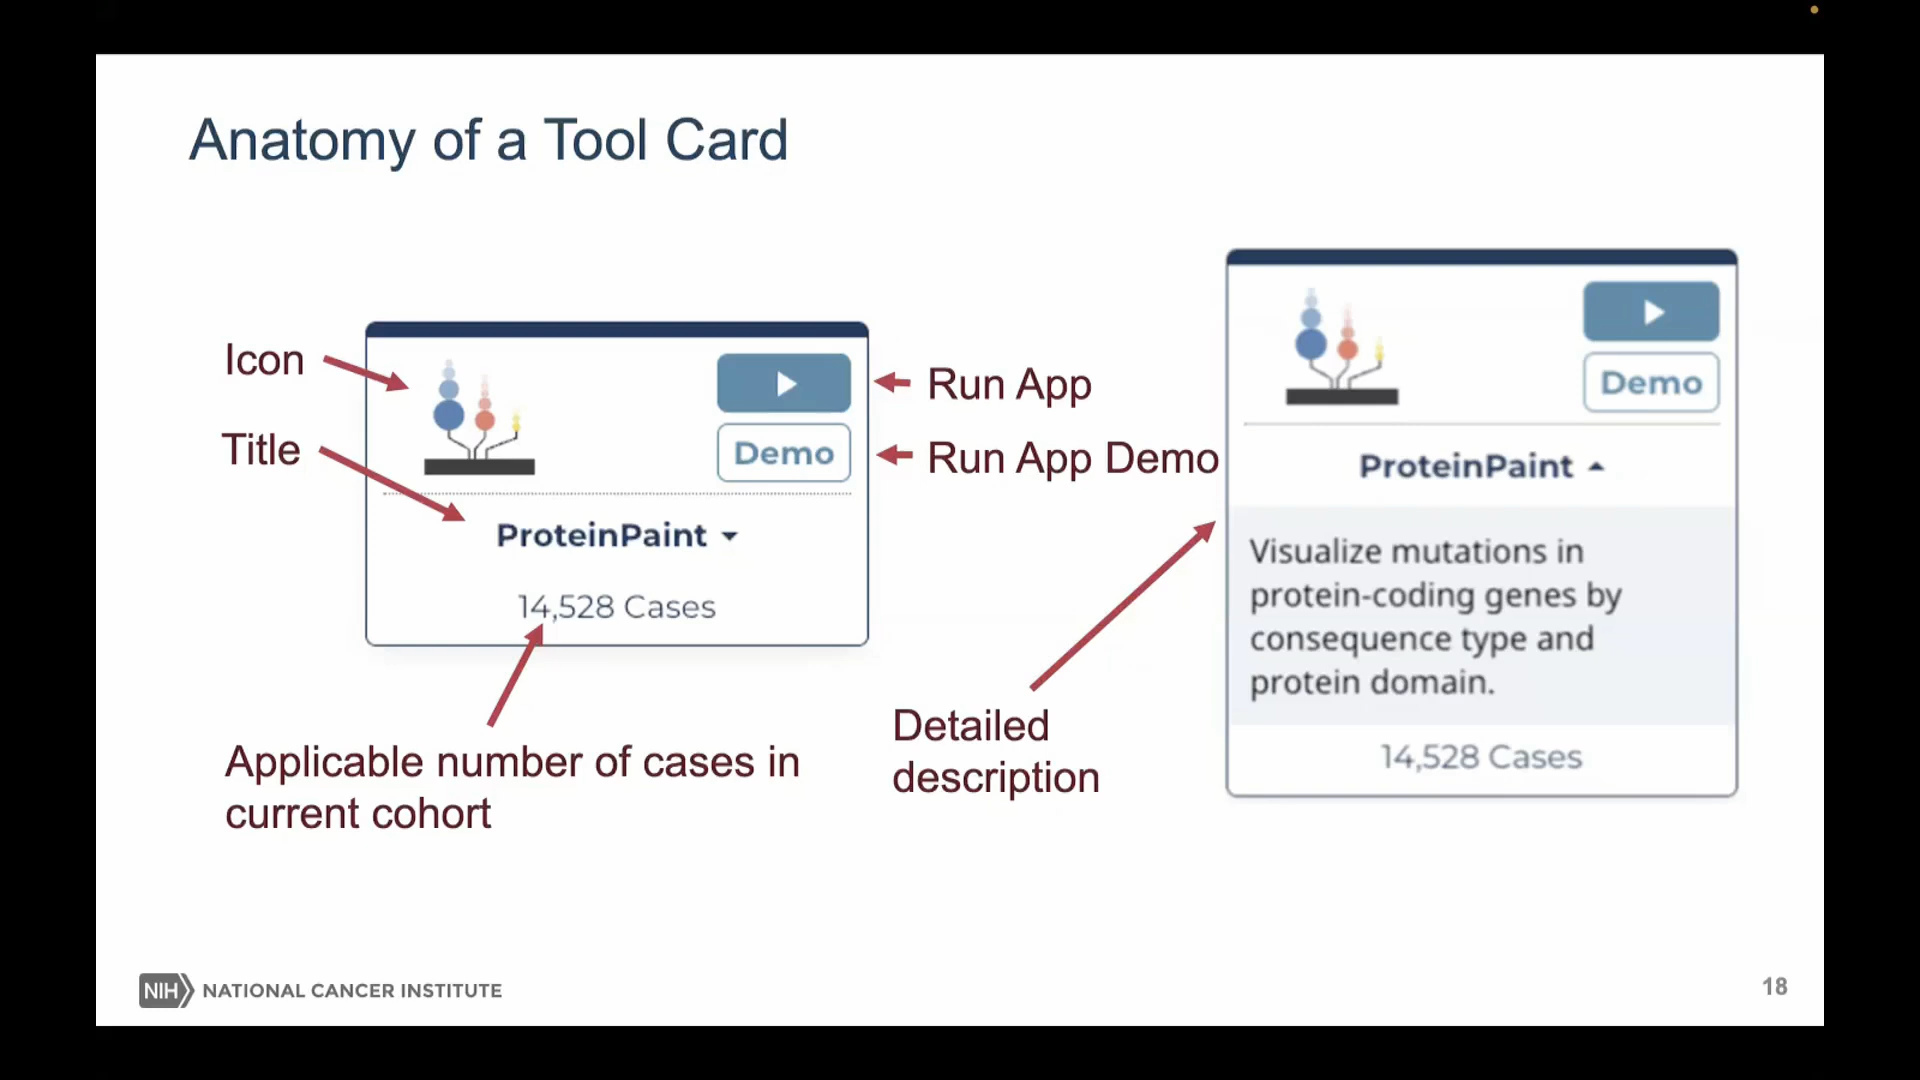 Anatomy of a Tool Card
Icon
Title
Run App
Demo
Run App Demo
ProteinPaint
14,528 Cases
Applicable number of cases in
current cohort
Detailed
description
Demo
ProteinPaint
Visualize mutations in
protein-coding genes by
consequence type and
protein domain.
14,528 Cases
NIH NATIONAL CANCER INSTITUTE
18